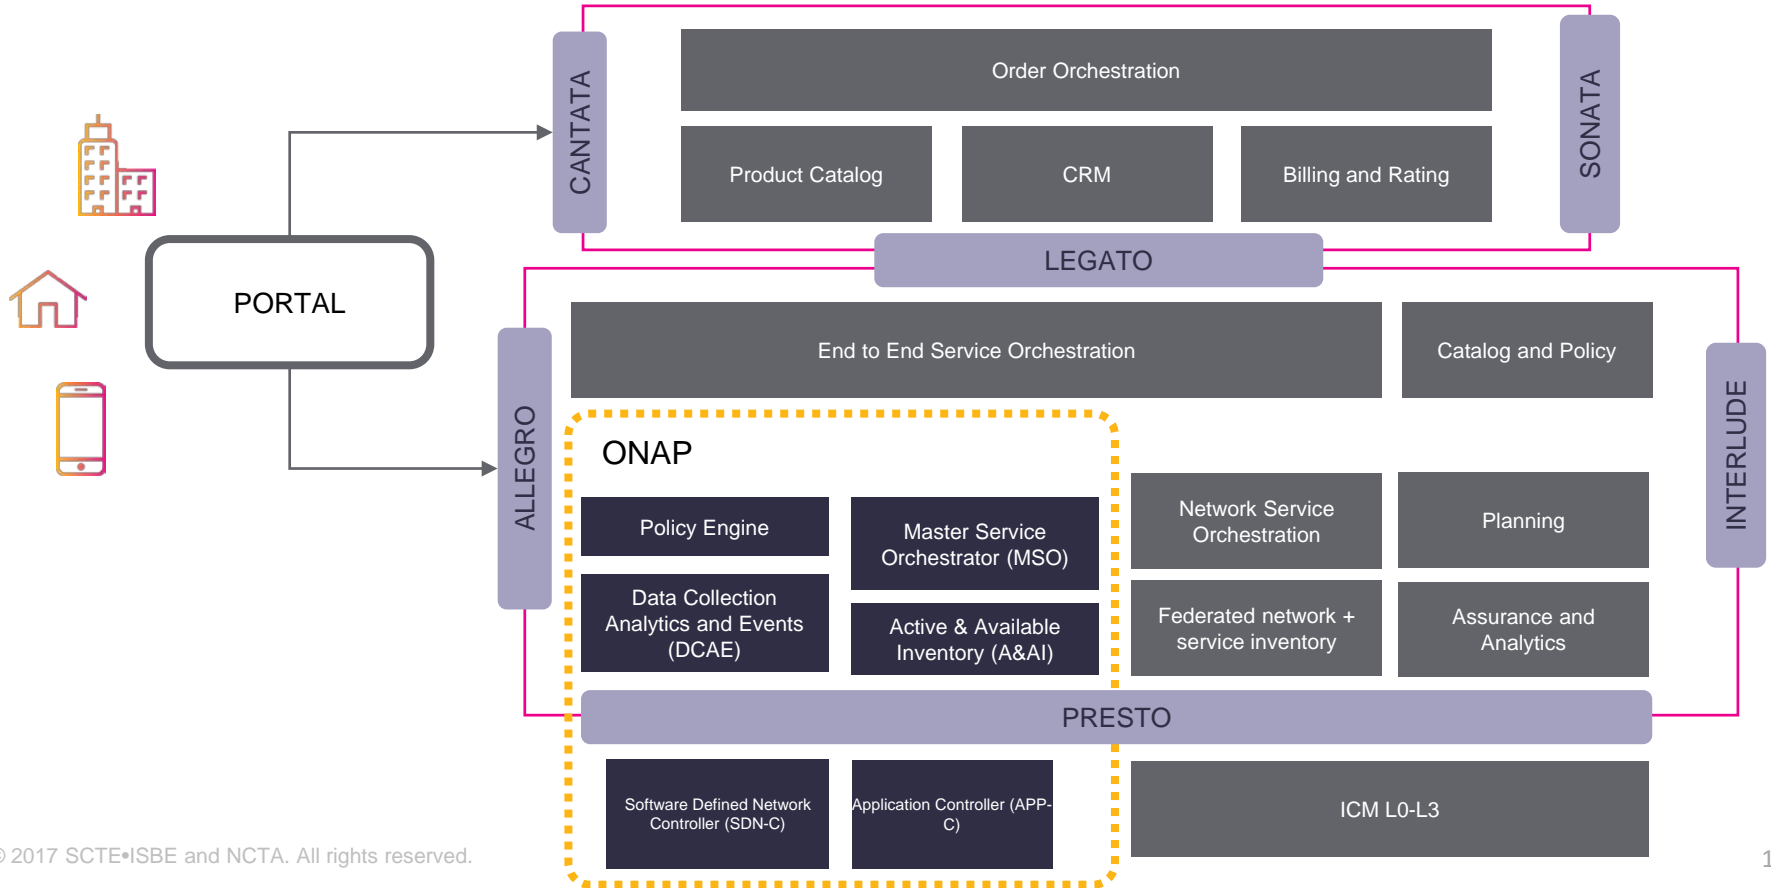 Order Orchestration
CANTATA
SONATA
Product Catalog
CRM
Billing and Rating
LEGATO
PORTAL
End to End Service Orchestration
Catalog and Policy
ALLEGRO
INTERLUDE
ONAP
Policy Engine
Master Service
Orchestrator (MSO)
Network Service
Orchestration
Planning
Data Collection
Analytics and Events
(DCAE)
Active & Available
Inventory (A&AI)
Federated network +
service inventory
Assurance and
Analytics
PRESTO
Software Defined Network
Controller (SDN-C)
Application Controller (APP-
C)
ICM L0-L3
© 2017 SCTE•ISBE and NCTA. All rights reserved.
1